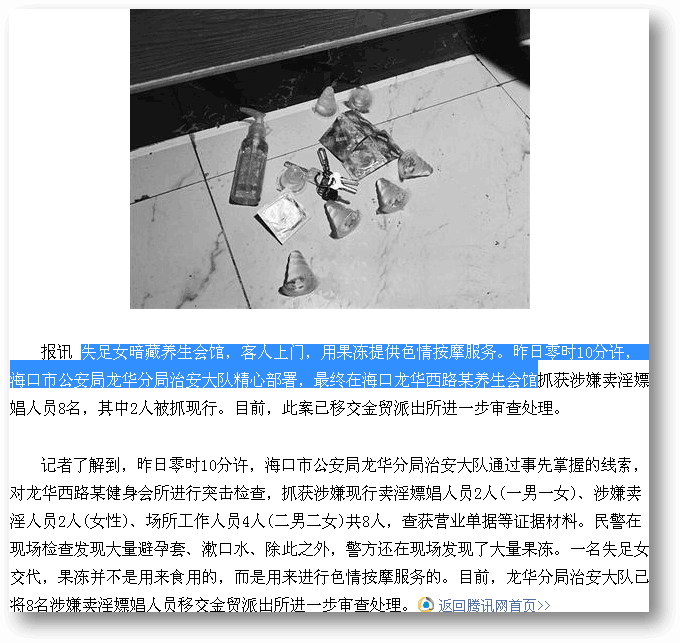 报讯 失足女暗藏养生会馆，客人上门，用果冻提供色情按摩服务。昨日零时10分许，
海口市公安局龙华分局治安大队精心部署，最终在海口龙华西路某养生会馆抓获涉嫌卖淫嫖
娼人员8名，其中2人被抓现行。目前，此案已移交金贸派出所进一步审查处理。
记者了解到，昨日零时10分许，海口市公安局龙华分局治安大队通过事先掌握的线索，
对龙华西路某健身会所进行突击检查，抓获涉嫌现行卖淫嫖娼人员2人(一男一女)、涉嫌卖
淫人员2人(女性)、场所工作人员4人(二男二女)共8人，查获营业单据等证据材料。民警在
现场检查发现大量避孕套、漱口水、除此之外，警方还在现场发现了大量果冻。一名失足女
交代，果冻并不是用来食用的，而是用来进行色情按摩服务的。目前，龙华分局治安大队已
将8名涉嫌卖淫嫖娼人员移交金贸派出所进一步审查处理。 返回腾讯网首页>>